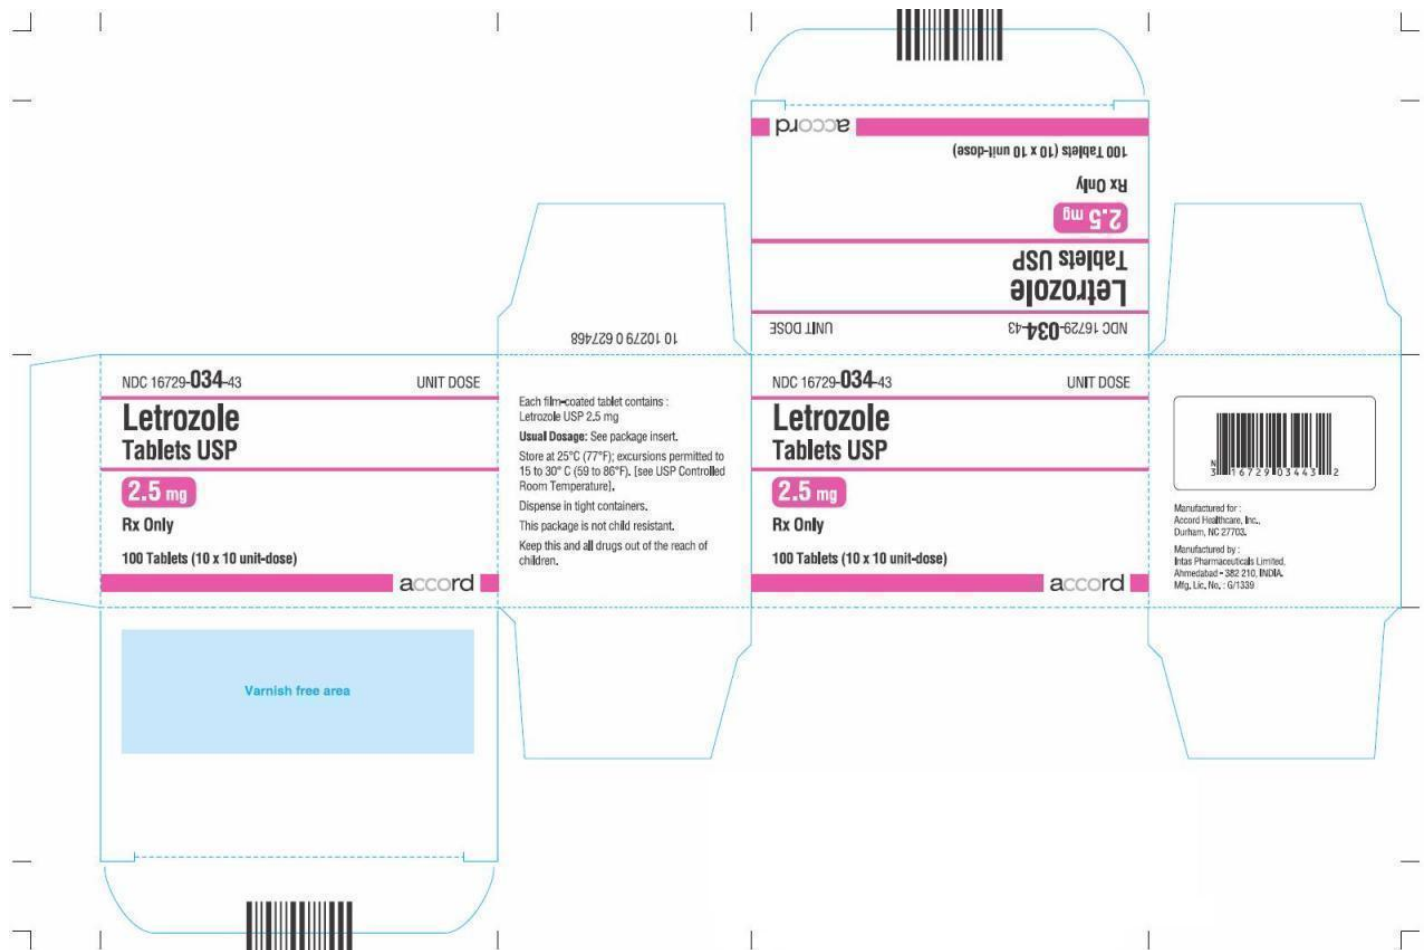 accord
100 Tablets (10 x 10 unit-dose)
Rx Only
2.5 mg
Letrozole
Tablets USP
NDC 16729-034-43 UNIT DOSE
10 10279 0 627468
NDC 16729-034-43 UNIT DOSE
Letrozole
Tablets USP
2.5 mg
Rx Only
100 Tablets (10 x 10 unit-dose)
accord
Each film-coated tablet contains :
Letrozole USP 2.5 mg
Usual Dosage: See package insert.
Store at 25°C (77°F); excursions permitted to
15 to 30° C (59 to 86°F). [see USP Controlled
Room Temperature].
Dispense in tight containers.
This package is not child resistant.
Keep this and all drugs out of the reach of
children.
NDC 16729-034-43 UNIT DOSE
Letrozole
Tablets USP
2.5 mg
Rx Only
100 Tablets (10 x 10 unit-dose)
accord
N
3 16729 03443 2
Manufactured for :
Accord Healthcare, Inc.,
Durham, NC 27703.
Manufactured by :
Intas Pharmaceuticals Limited,
Ahmedabad - 382 210, INDIA.
Mfg. Lic. No. : G/1339
Varnish free area